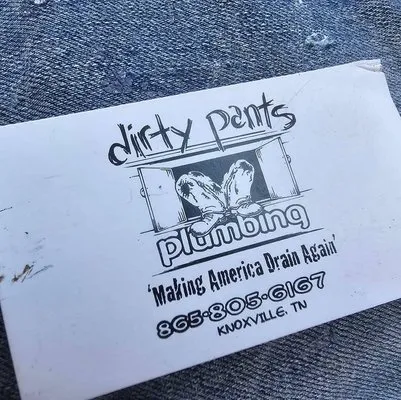 dirty pants
plumbing
'Making America Drain Again'
865-805-6167
KNOXVILLE, TN